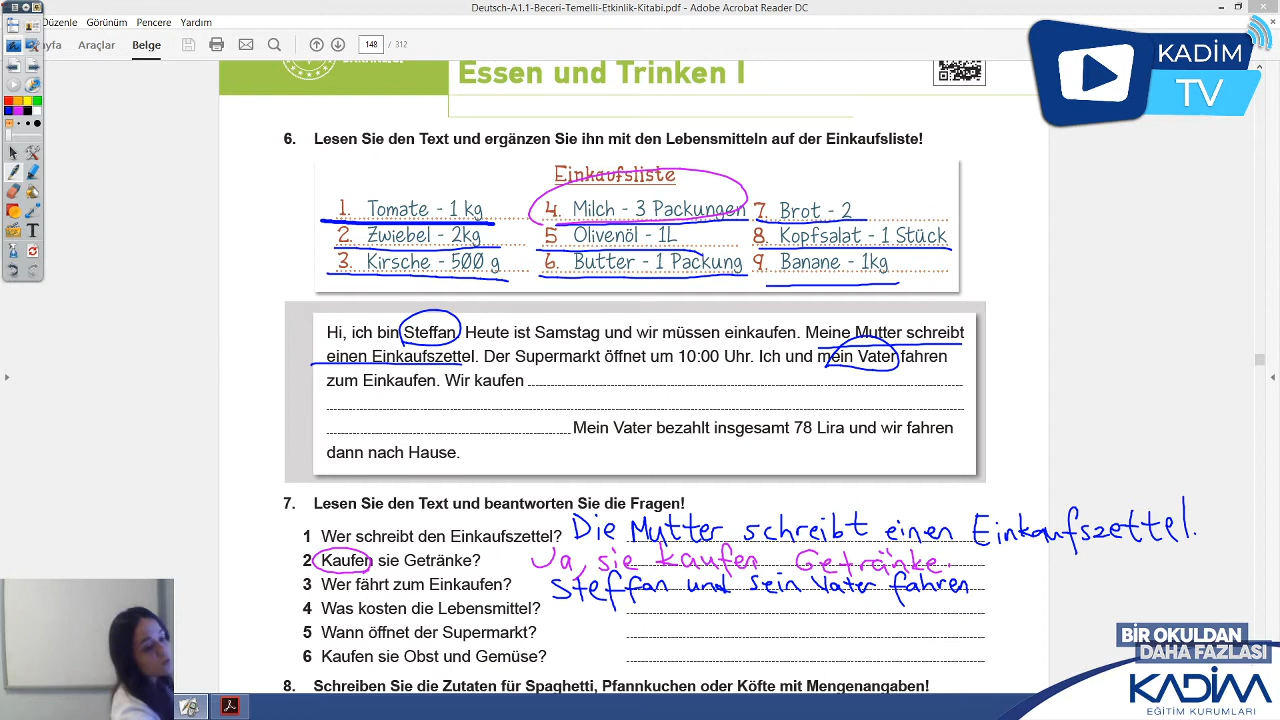 Deutsch-A1.1-Beceri-Temelli-Etkinlik-Kitabi.pdf - Adobe Acrobat Reader DC
Düzenle Görünüm Pencere Yardım
Araçlar Belge 148 / 312
KADİM
TV
Essen und Trinken I
6. Lesen Sie den Text und ergänzen Sie ihn mit den Lebensmitteln auf der Einkaufsliste!
Einkaufsliste
1. Tomate - 1 kg 4. Milch - 3 Packungen 7. Brot - 2
2. Zwiebel - 2kg 5 Olivenöl - 1L 8. Kopfsalat - 1 Stück
3. Kirsche - 500 g 6. Butter - 1 Packung 9. Banane - 1kg
Hi, ich bin Steffan. Heute ist Samstag und wir müssen einkaufen. Meine Mutter schreibt
einen Einkaufszettel. Der Supermarkt öffnet um 10:00 Uhr. Ich und mein Vater fahren
zum Einkaufen. Wir kaufen
Mein Vater bezahlt insgesamt 78 Lira und wir fahren
dann nach Hause.
7. Lesen Sie den Text und beantworten Sie die Fragen!
1 Wer schreibt den Einkaufszettel? Die Mutter schreibt einen Einkaufszettel.
2 Kaufen sie Getränke? Ja, sie kaufen Getränke.
3 Wer fährt zum Einkaufen? Steffan und sein Vater fahren
4 Was kosten die Lebensmittel?
5 Wann öffnet der Supermarkt?
6 Kaufen sie Obst und Gemüse?
8. Schreiben Sie die Zutaten für Spaghetti, Pfannkuchen oder Köfte mit Mengenangaben!
BİR OKULDAN
DAHA FAZLASI
KADİM
EĞİTİM KURUMLARI